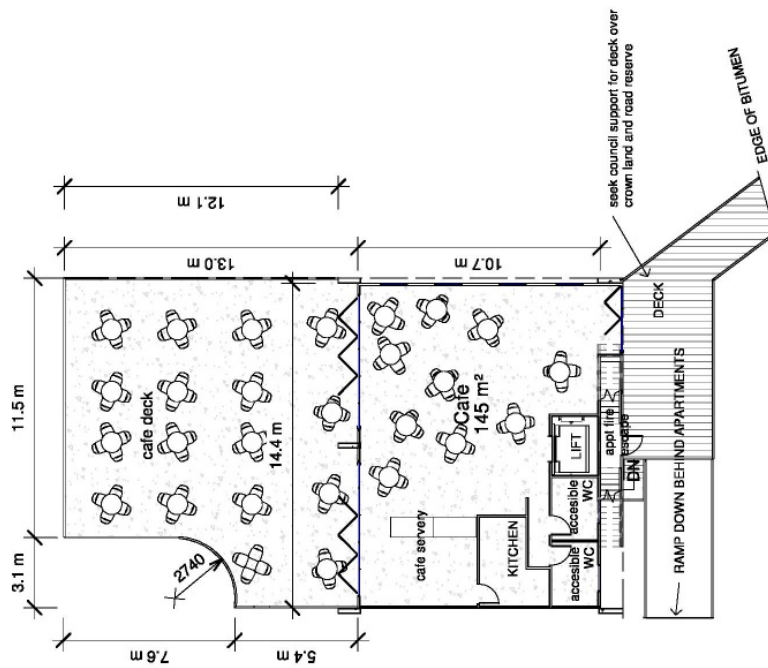 seek council support for deck over
crown land and road reserve
EDGE OF BITUMEN
12.1 m
13.0 m
10.7 m
11.5 m
3.1 m
cafe deck
14.4 m
2740
7.6 m
5.4 m
Cafe
145 m²
cafe servery
KITCHEN
LIFT
accesible
WC
accesible
WC
appt fire
escape
DN
DECK
RAMP DOWN BEHIND APARTMENTS